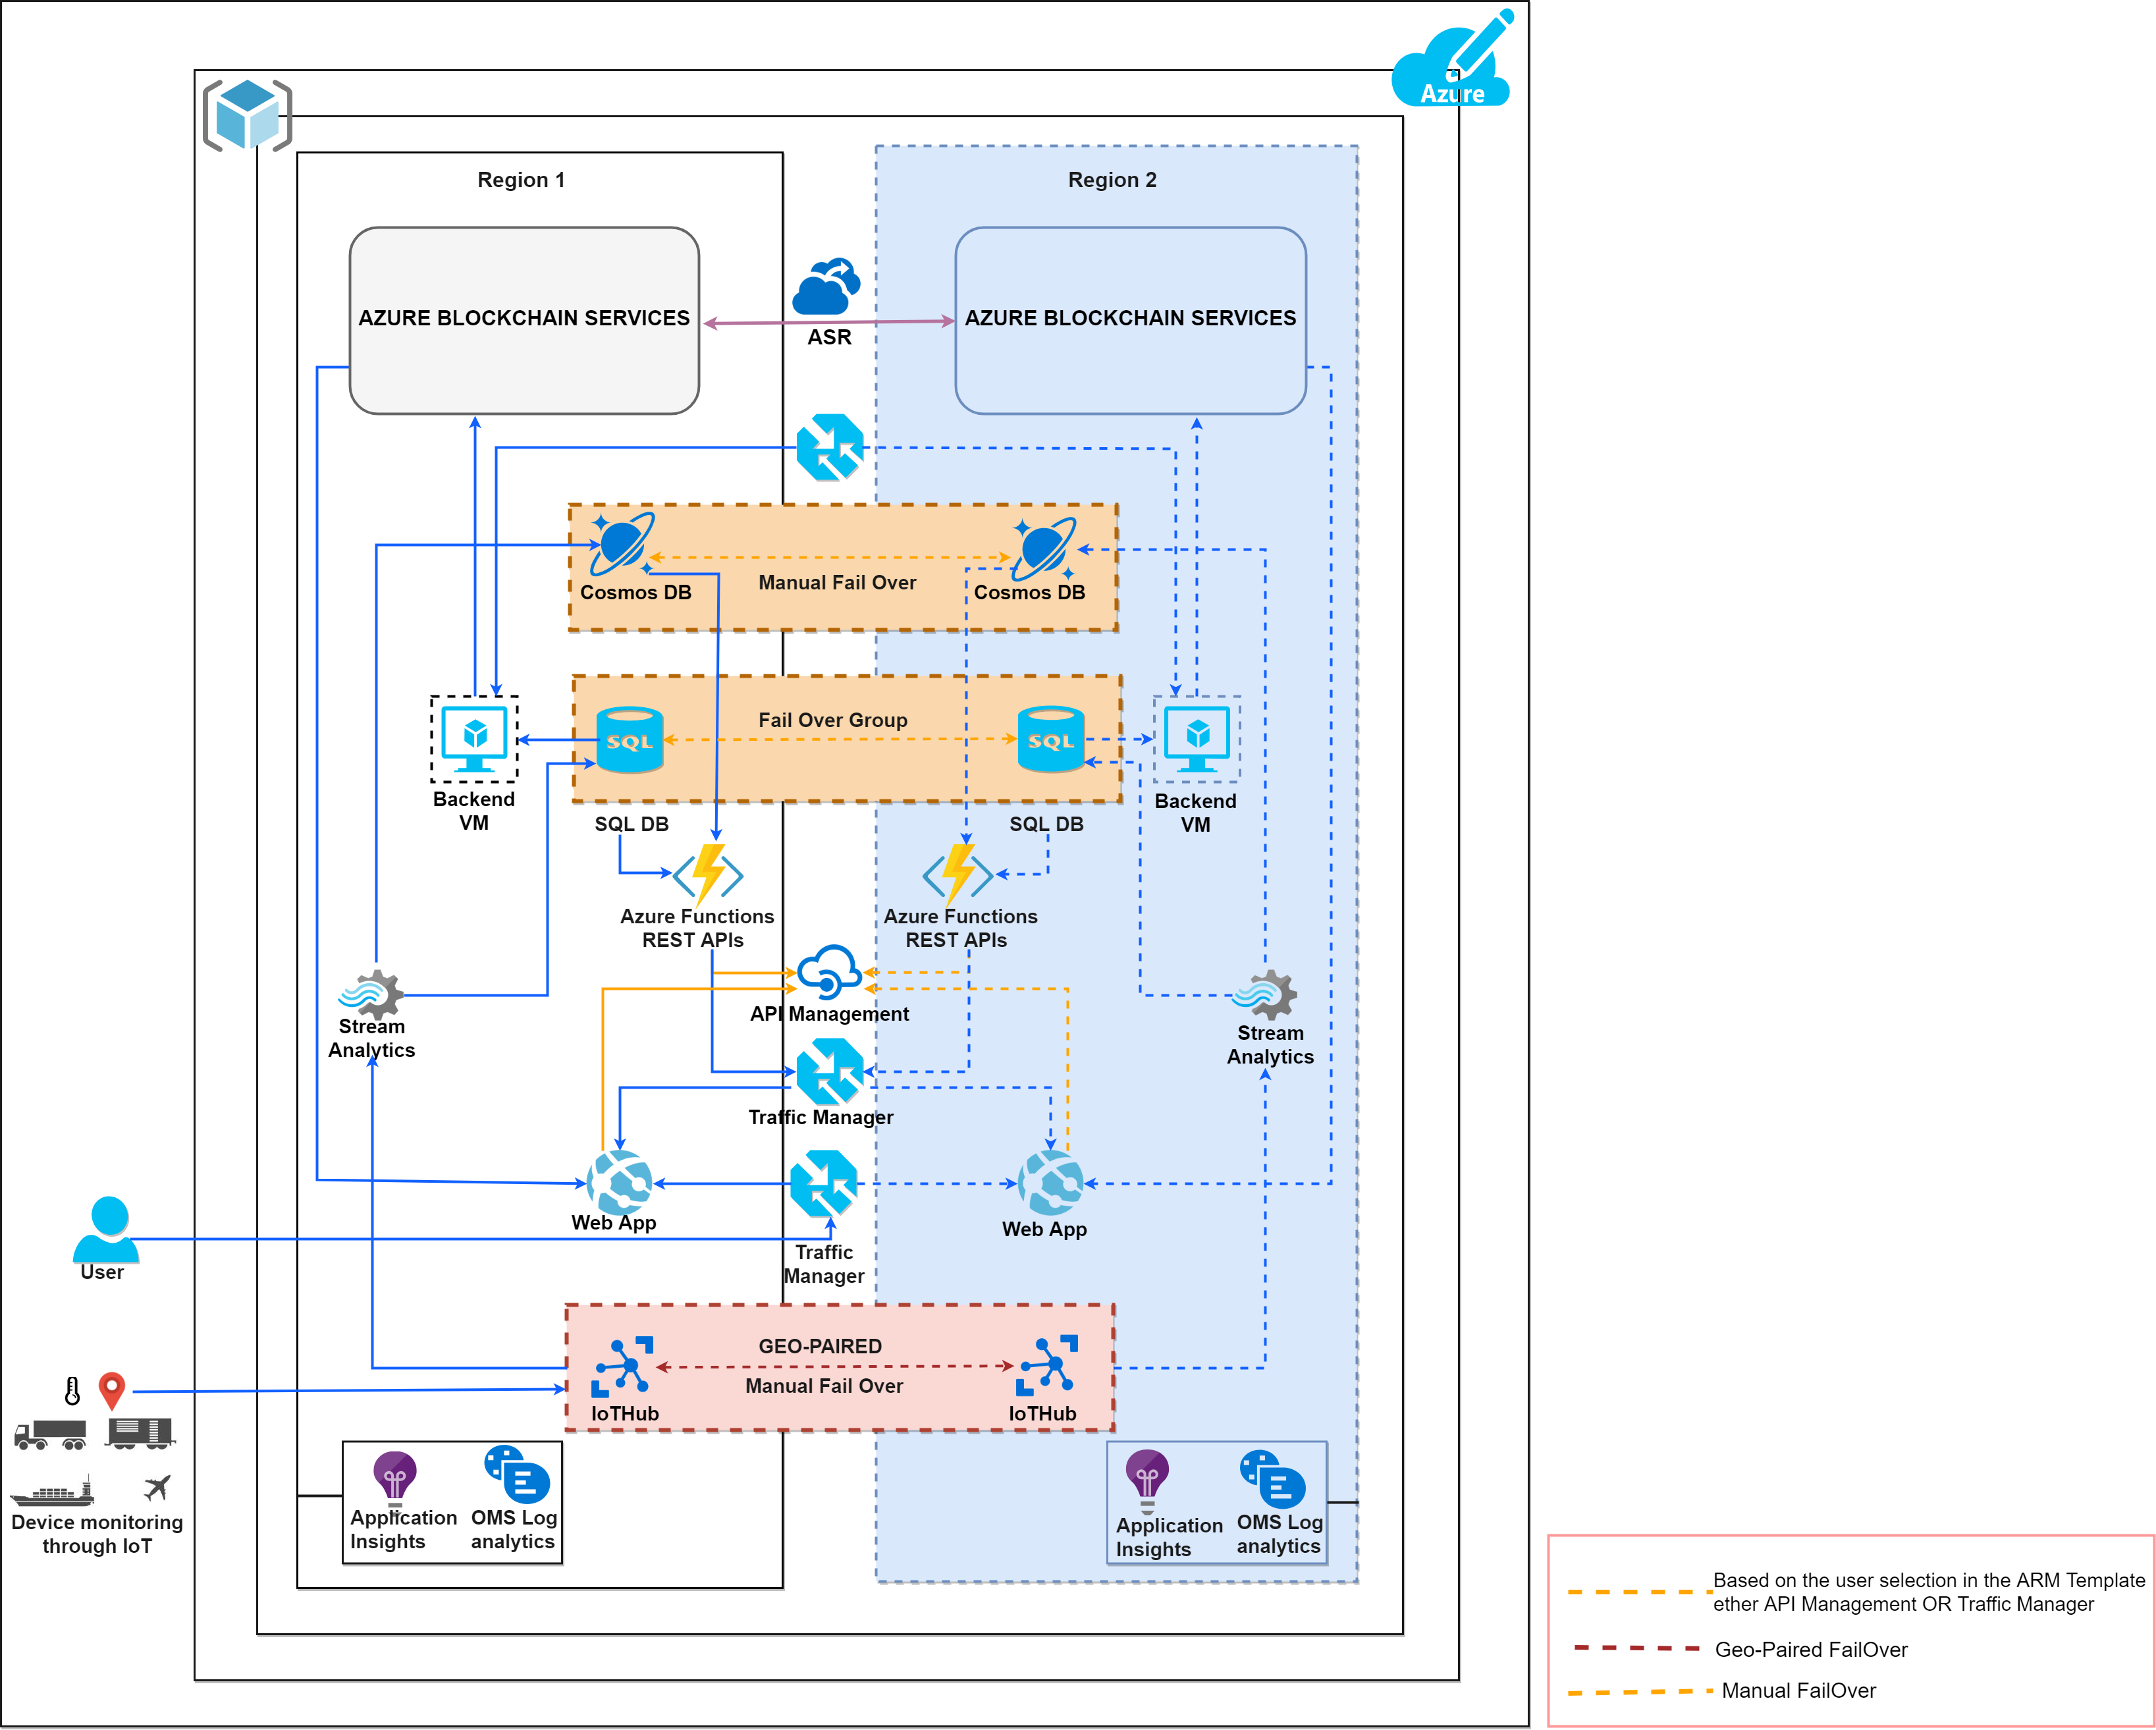 Azure
Region 1
Region 2
AZURE BLOCKCHAIN SERVICES
AZURE BLOCKCHAIN SERVICES
ASR
Manual Fail Over
Cosmos DB
Cosmos DB
Fail Over Group
SQL
SQL
Backend
VM
Backend
VM
SQL DB
SQL DB
Azure Functions
REST APIs
Azure Functions
REST APIs
API Management
Stream
Analytics
Stream
Analytics
Traffic Manager
Web App
Web App
Traffic
Manager
User
GEO-PAIRED
Manual Fail Over
IoTHub
IoTHub
Device monitoring
through IoT
Application
Insights
OMS Log
analytics
Application
Insights
OMS Log
analytics
Based on the user selection in the ARM Template
ether API Management OR Traffic Manager
Geo-Paired FailOver
Manual FailOver